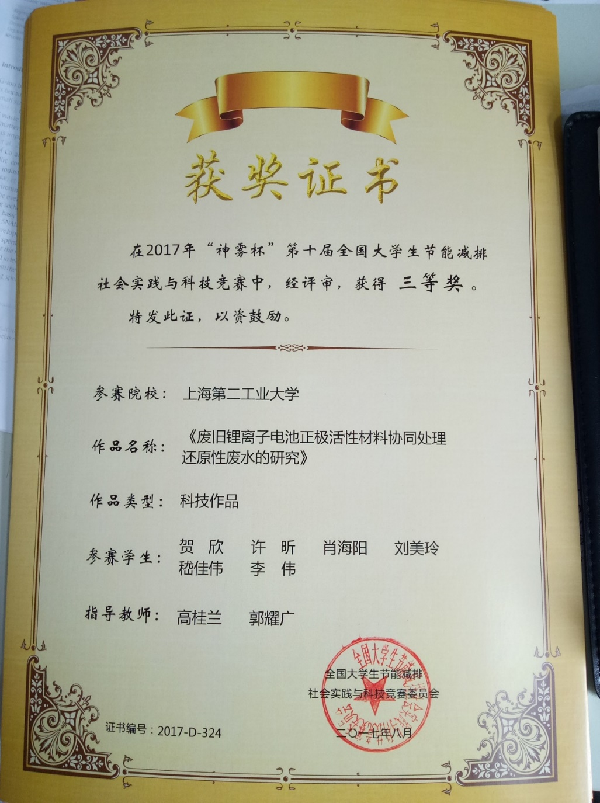 获奖证书
在2017年“神雾杯”第十届全国大学生节能减排
社会实践与科技竞赛中，经评审，获得 三等奖。
特发此证，以资鼓励。
参赛院校：上海第二工业大学
作品名称：《废旧锂离子电池正极活性材料协同处理
还原性废水的研究》
作品类型：科技作品
参赛学生：贺 欣 许 昕 肖海阳 刘美玲
嵇佳伟 李 伟
指导教师：高桂兰 郭耀广
全国大学生节能减排
社会实践与科技竞赛委员会
二〇一七年八月
证书编号：2017-D-324